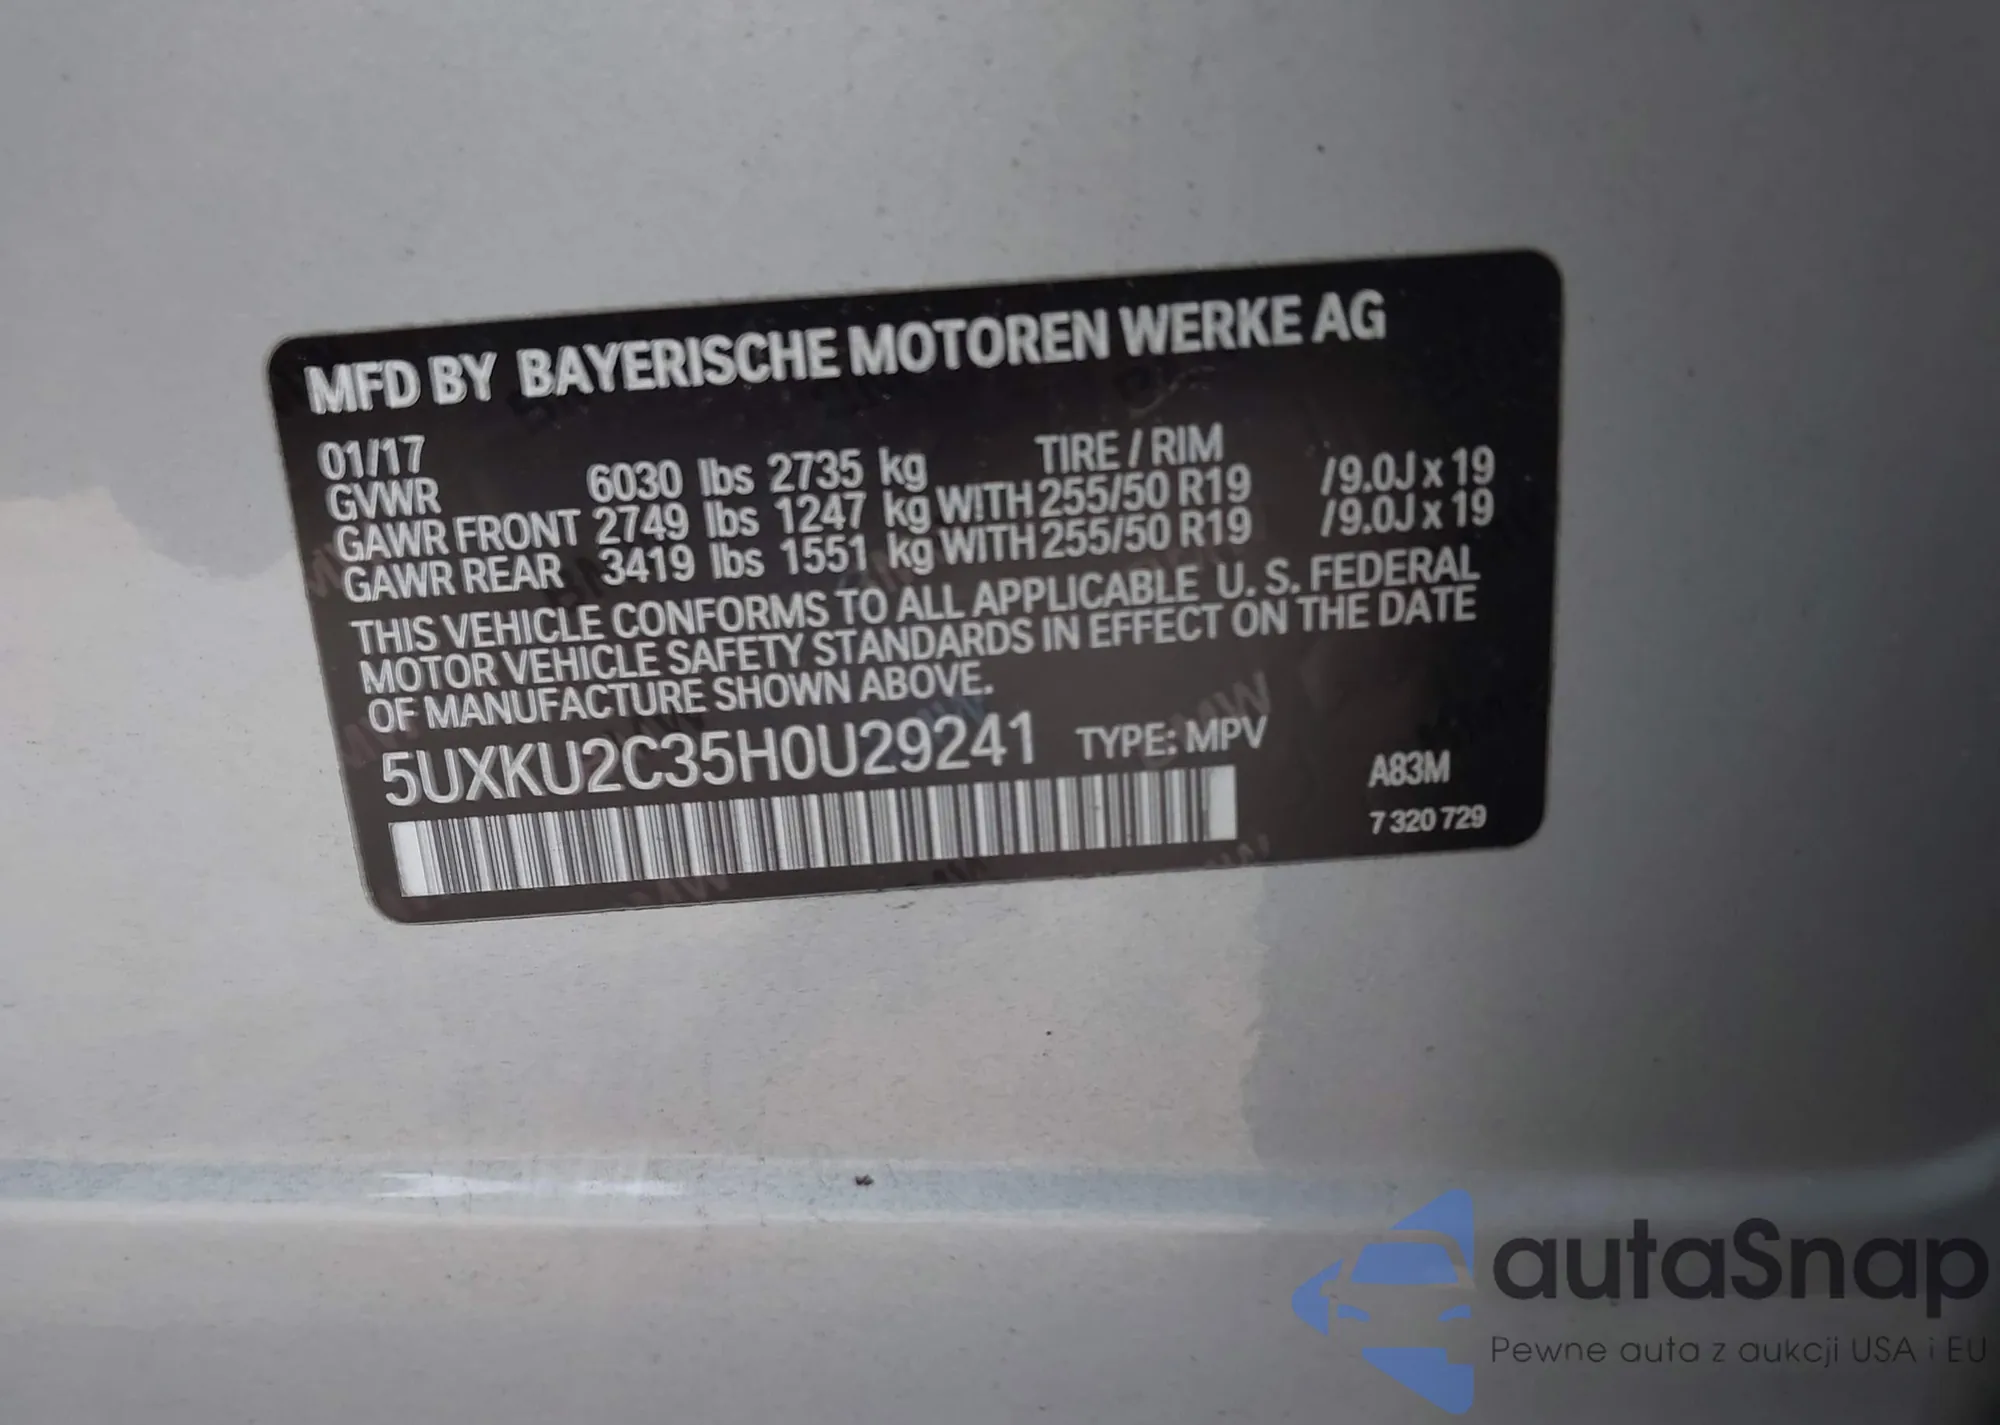 MFD BY BAYERISCHE MOTOREN WERKE AG
01/17 TIRE / RIM
GVWR 6030 lbs 2735 kg
GAWR FRONT 2749 lbs 1247 kg WITH 255/50 R19 /9.0J x 19
GAWR REAR 3419 lbs 1551 kg WITH 255/50 R19 /9.0J x 19
THIS VEHICLE CONFORMS TO ALL APPLICABLE U. S. FEDERAL
MOTOR VEHICLE SAFETY STANDARDS IN EFFECT ON THE DATE
OF MANUFACTURE SHOWN ABOVE.
5UXKU2C35H0U29241 TYPE: MPV
A83M
7 320 729
autaSnap
Pewne auta z aukcji USA i EU